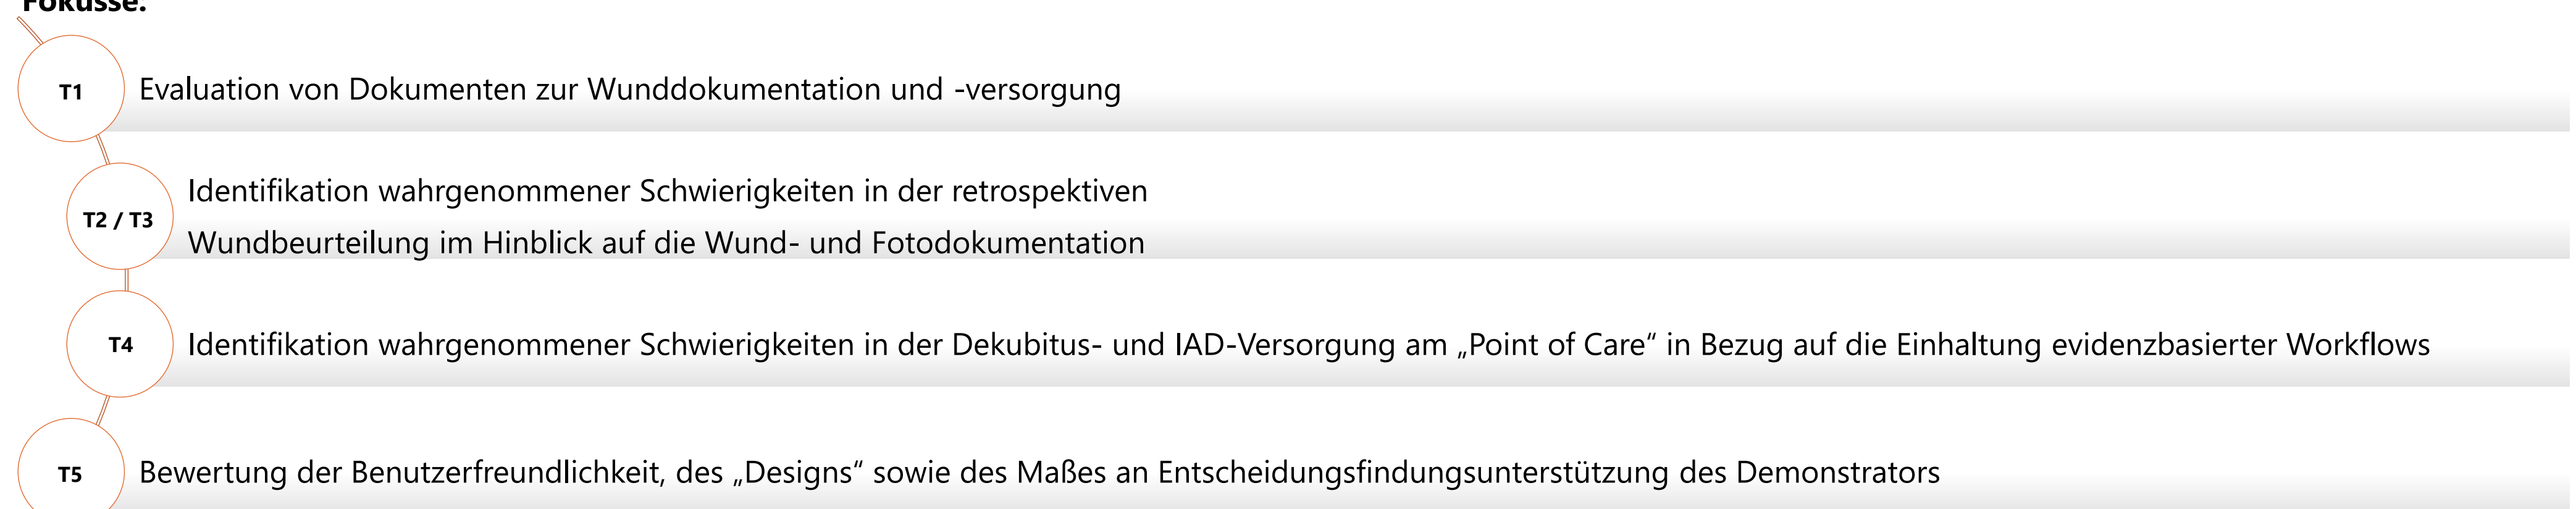 Fokusse:
T1
Evaluation von Dokumenten zur Wunddokumentation und -versorgung
T2 / T3
Identifikation wahrgenommener Schwierigkeiten in der retrospektiven
Wundbeurteilung im Hinblick auf die Wund- und Fotodokumentation
T4
Identifikation wahrgenommener Schwierigkeiten in der Dekubitus- und IAD-Versorgung am „Point of Care“ in Bezug auf die Einhaltung evidenzbasierter Workflows
T5
Bewertung der Benutzerfreundlichkeit, des „Designs“ sowie des Maßes an Entscheidungsfindungsunterstützung des Demonstrators